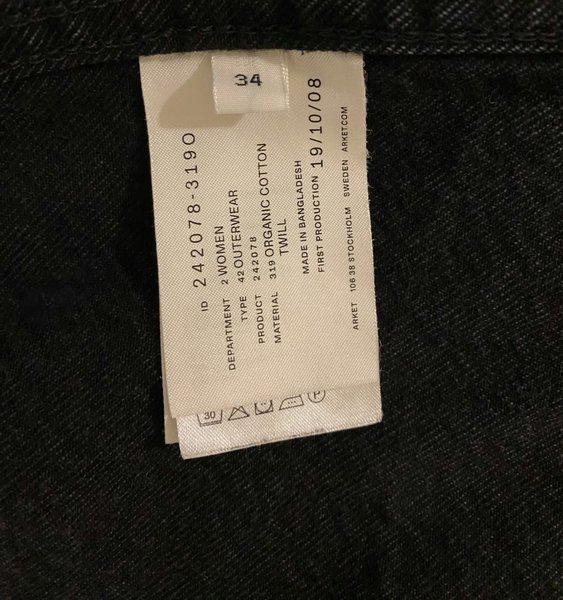 34
ID 242078-319O
DEPARTMENT 2 WOMEN
TYPE 42 OUTERWEAR
PRODUCT 242078
MATERIAL 319 ORGANIC COTTON
TWILL
MADE IN BANGLADESH
FIRST PRODUCTION 19/10/08
ARKET 106 38 STOCKHOLM SWEDEN ARKET.COM
30
P